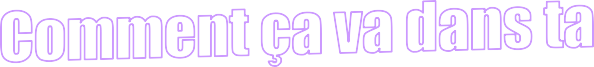 Comment ça va dans ta